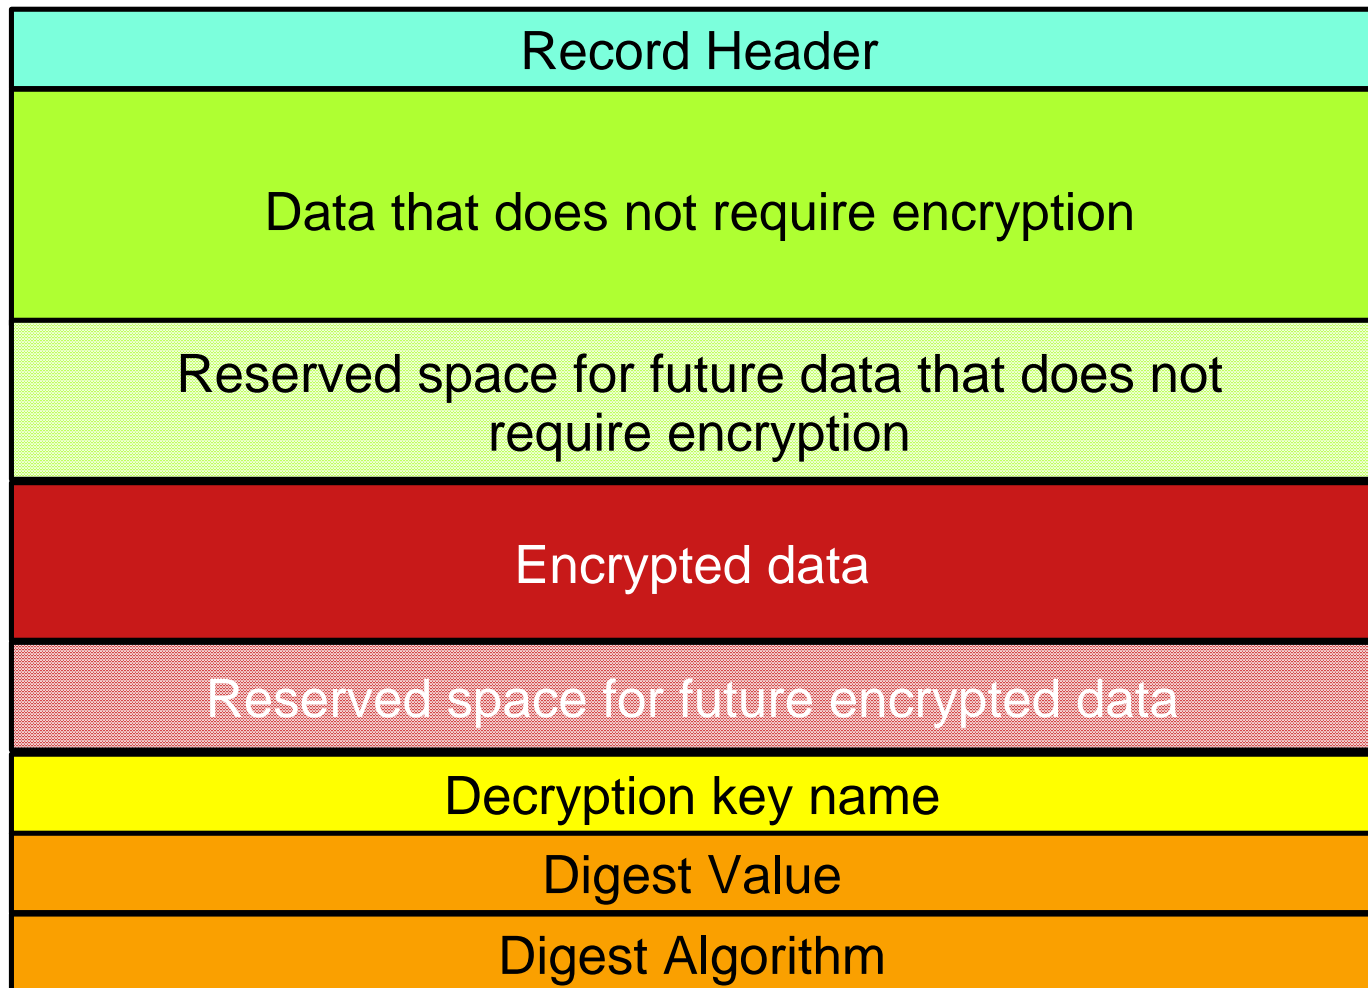 Record Header
Data that does not require encryption
Reserved space for future data that does not
require encryption
Encrypted data
Reserved space for future encrypted data
Decryption key name
Digest Value
Digest Algorithm